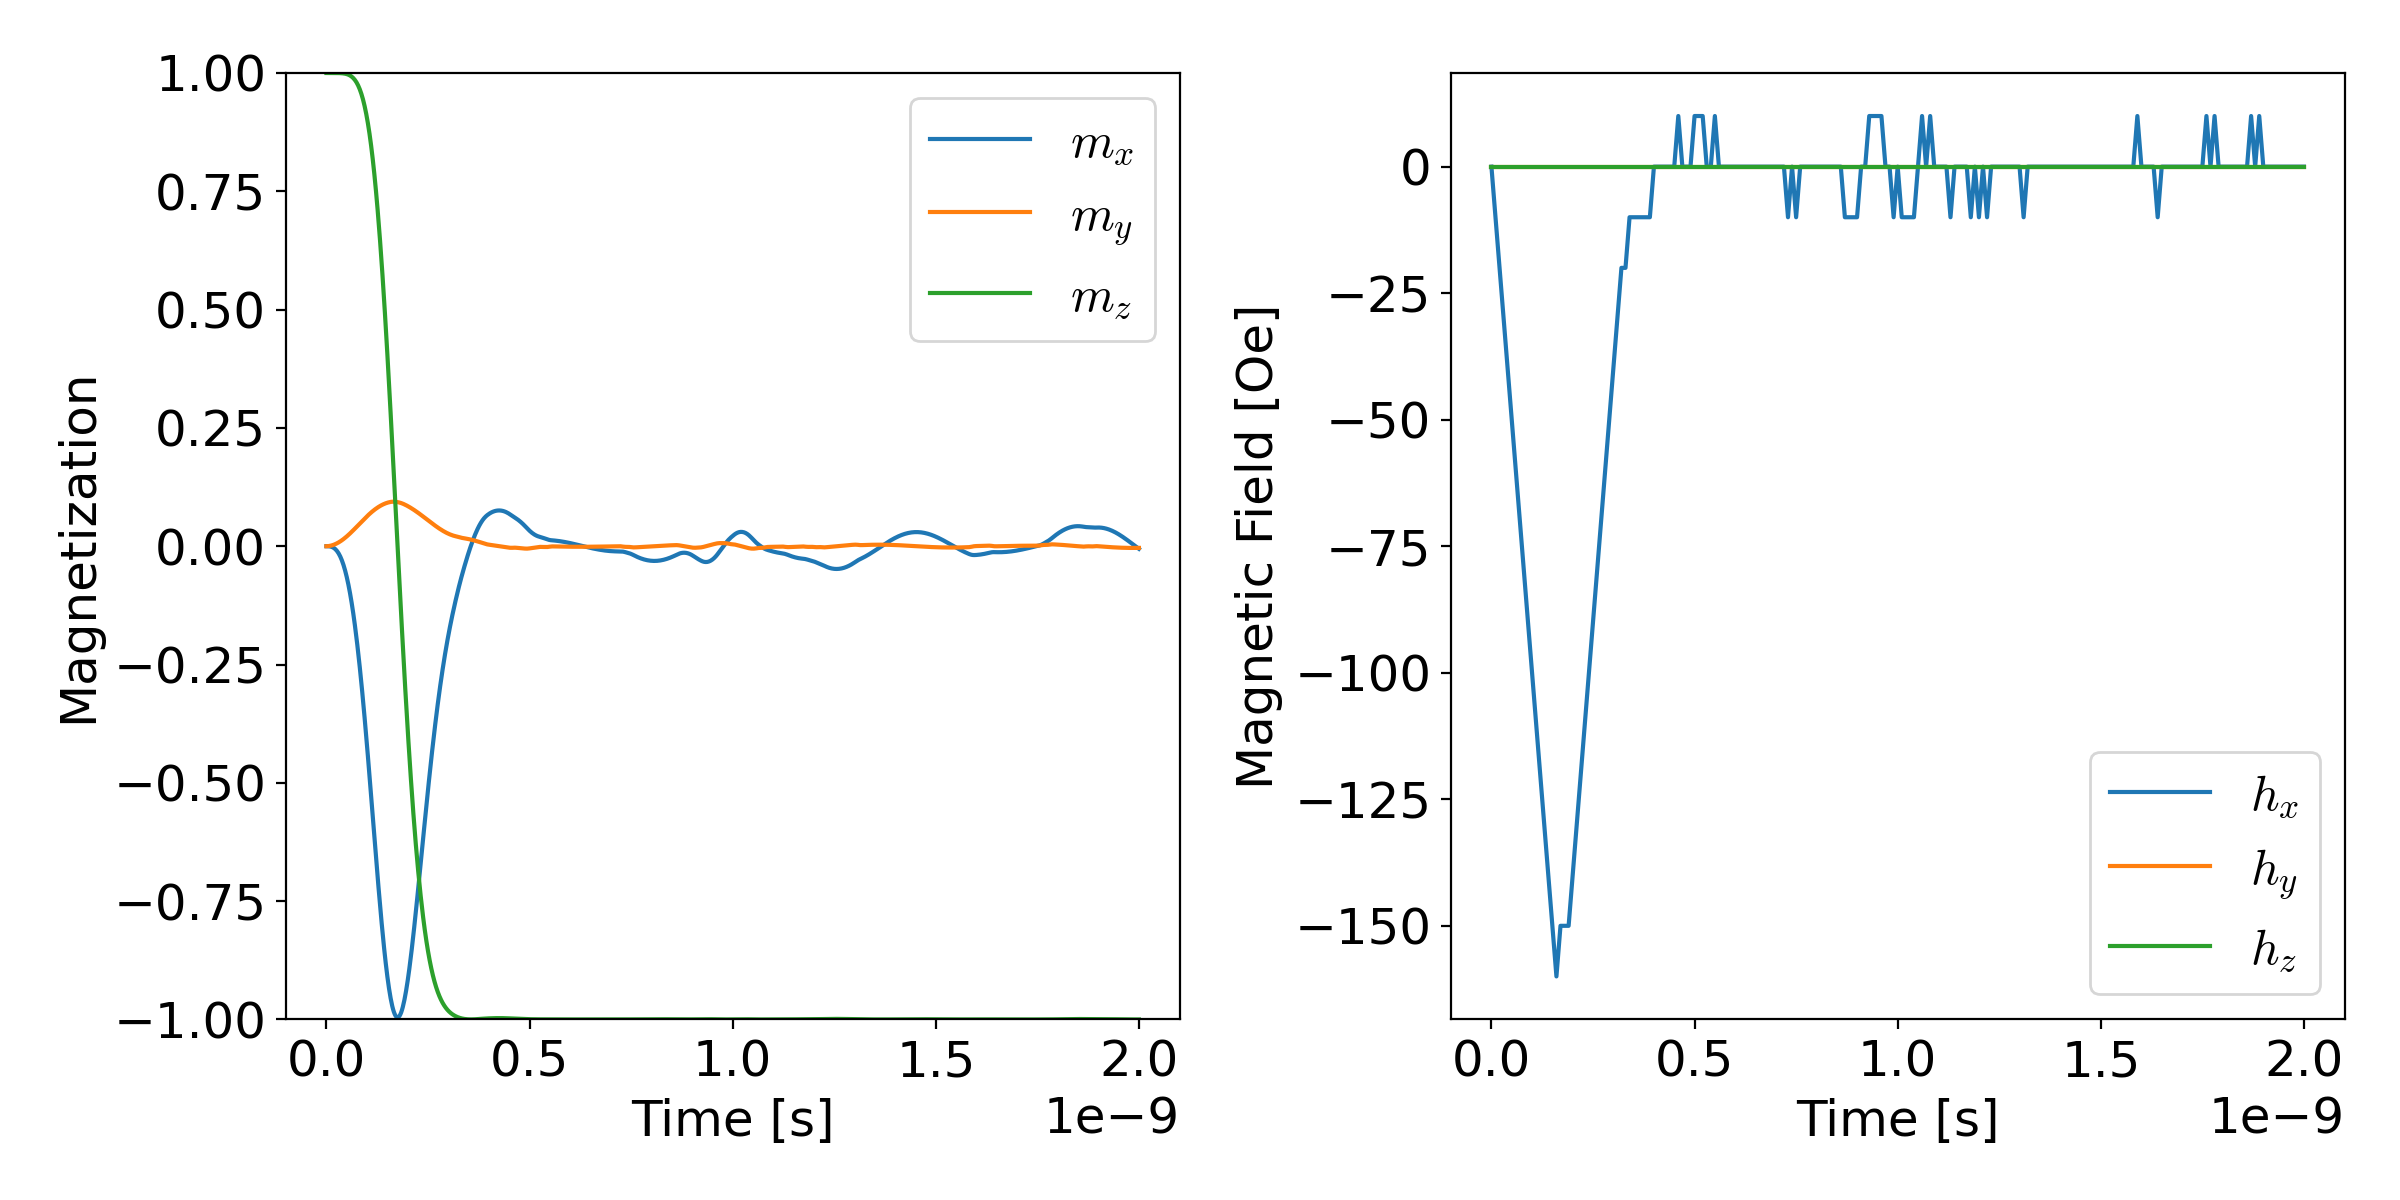 1.00
0.75
0.50
0.25
0.00
−0.25
−0.50
−0.75
−1.00
Magnetization
0.0 0.5 1.0 1.5 2.0
Time [s]
1e−9
m_x
m_y
m_z
0
−25
−50
−75
−100
−125
−150
Magnetic Field [Oe]
0.0 0.5 1.0 1.5 2.0
Time [s]
1e−9
h_x
h_y
h_z